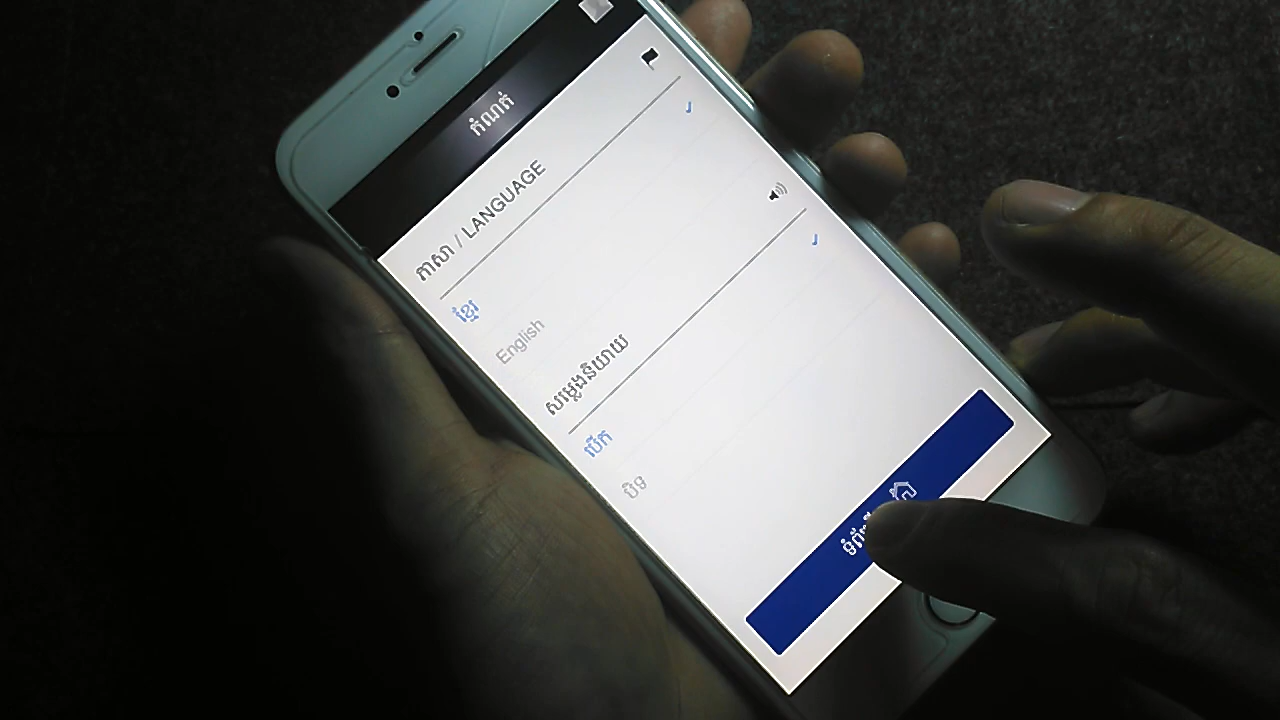 កំណត់
ភាសា / LANGUAGE
ខ្មែរ
English
សម្លេងនិយាយ
បើក
បិទ